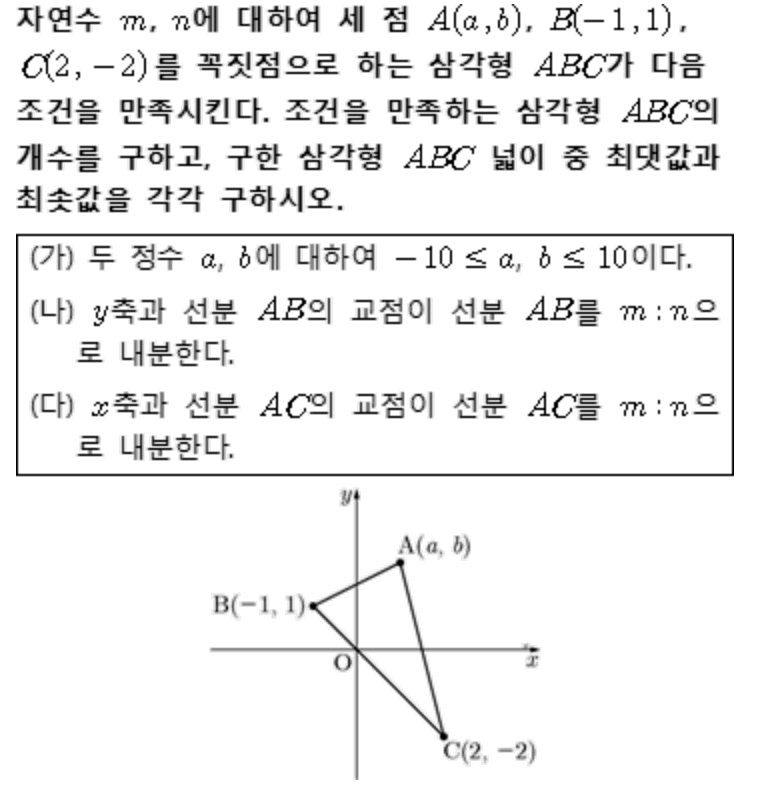 자연수 m, n에 대하여 세 점 A(a,b), B(−1,1),
C(2,−2)를 꼭짓점으로 하는 삼각형 ABC가 다음
조건을 만족시킨다. 조건을 만족하는 삼각형 ABC의
개수를 구하고, 구한 삼각형 ABC 넓이 중 최댓값과
최솟값을 각각 구하시오.
(가) 두 정수 a, b에 대하여 −10 ≤ a, b ≤ 10이다.
(나) y축과 선분 AB의 교점이 선분 AB를 m : n으
로 내분한다.
(다) x축과 선분 AC의 교점이 선분 AC를 m : n으
로 내분한다.
y
A(a, b)
B(−1, 1)
O
x
C(2, −2)